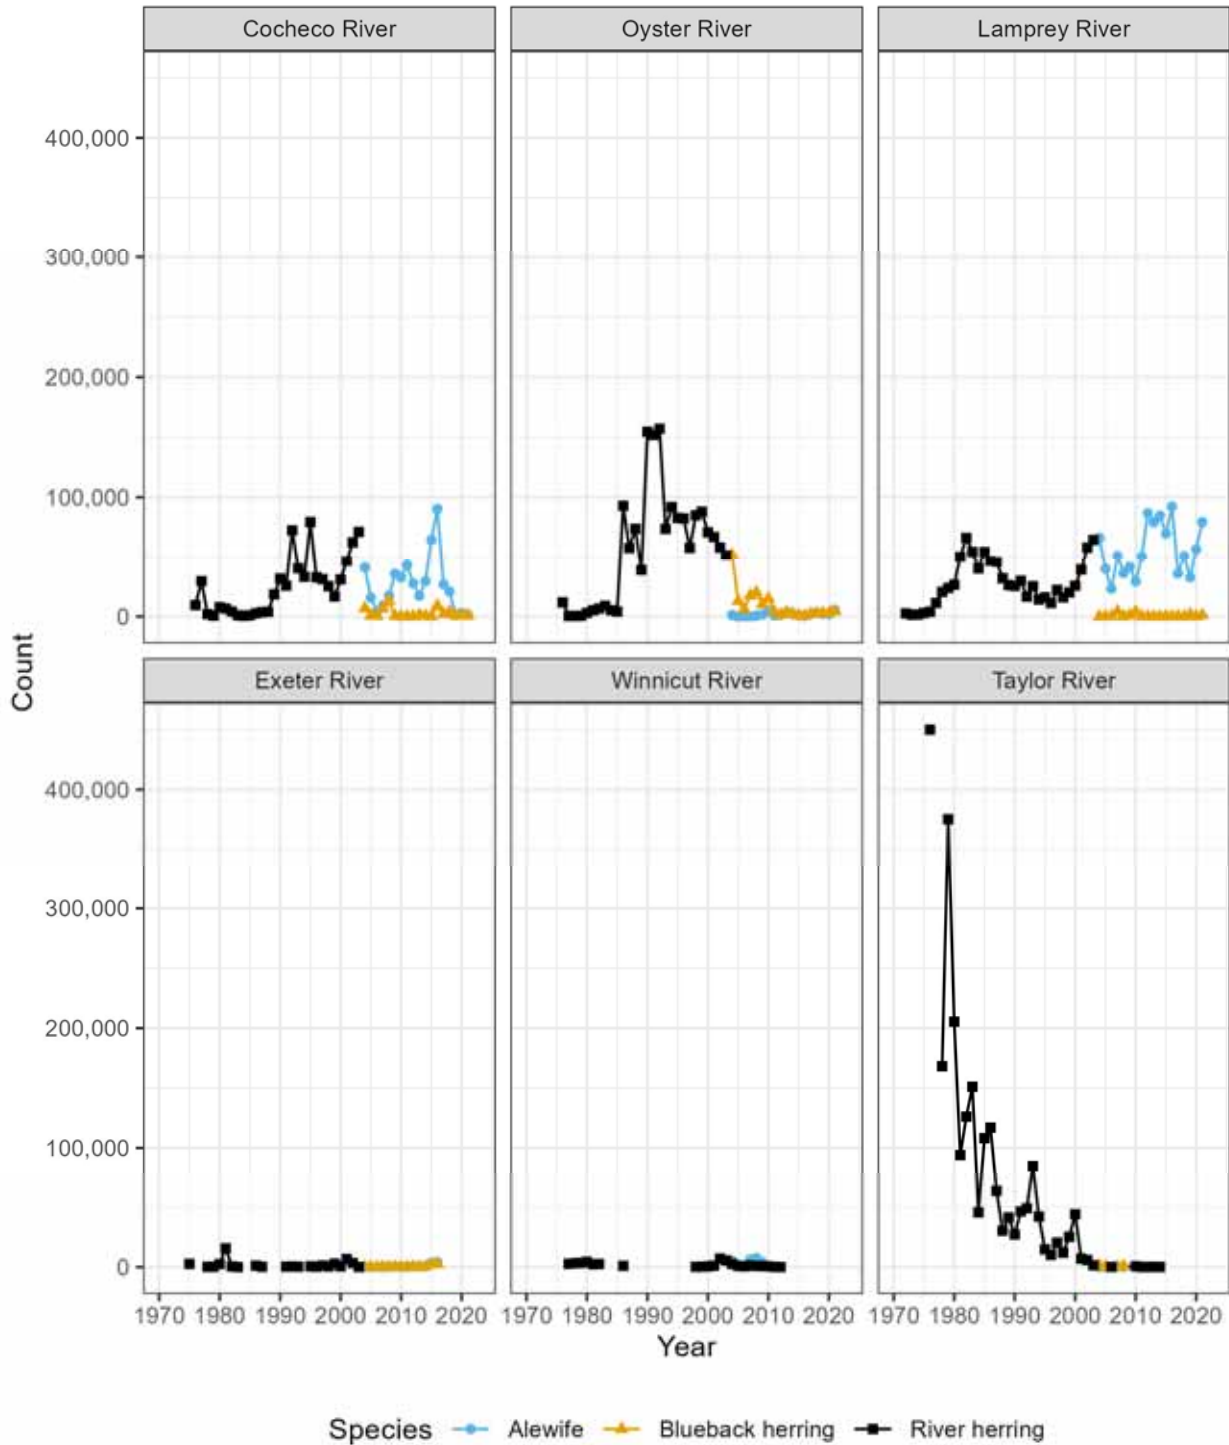 Cocheco River Oyster River Lamprey River
400,000
300,000
200,000
100,000
0
Count
Exeter River Winnicut River Taylor River
400,000
300,000
200,000
100,000
0
1970 1980 1990 2000 2010 2020 1970 1980 1990 2000 2010 2020 1970 1980 1990 2000 2010 2020
Year
Species Alewife Blueback herring River herring